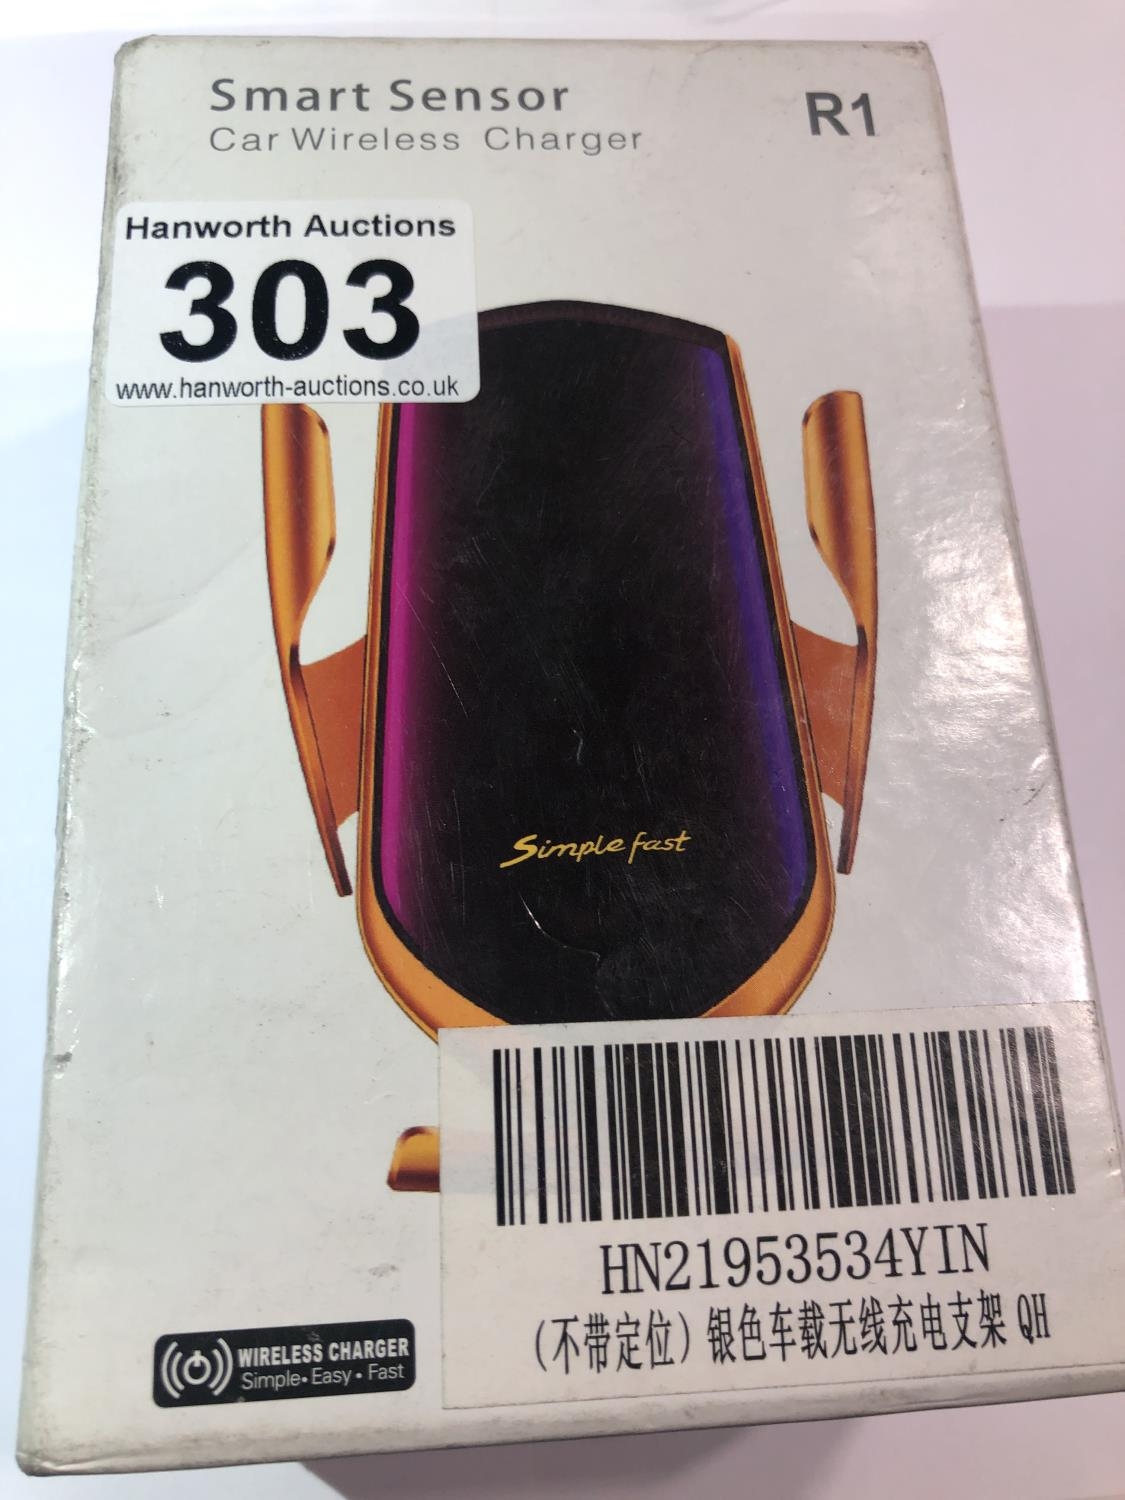 Smart Sensor
Car Wireless Charger
R1
Hanworth Auctions
303
www.hanworth-auctions.co.uk
Simple fast
HN21953534YIN
(不带定位)银色车载无线充电支架 QH
WIRELESS CHARGER
Simple•Easy•Fast